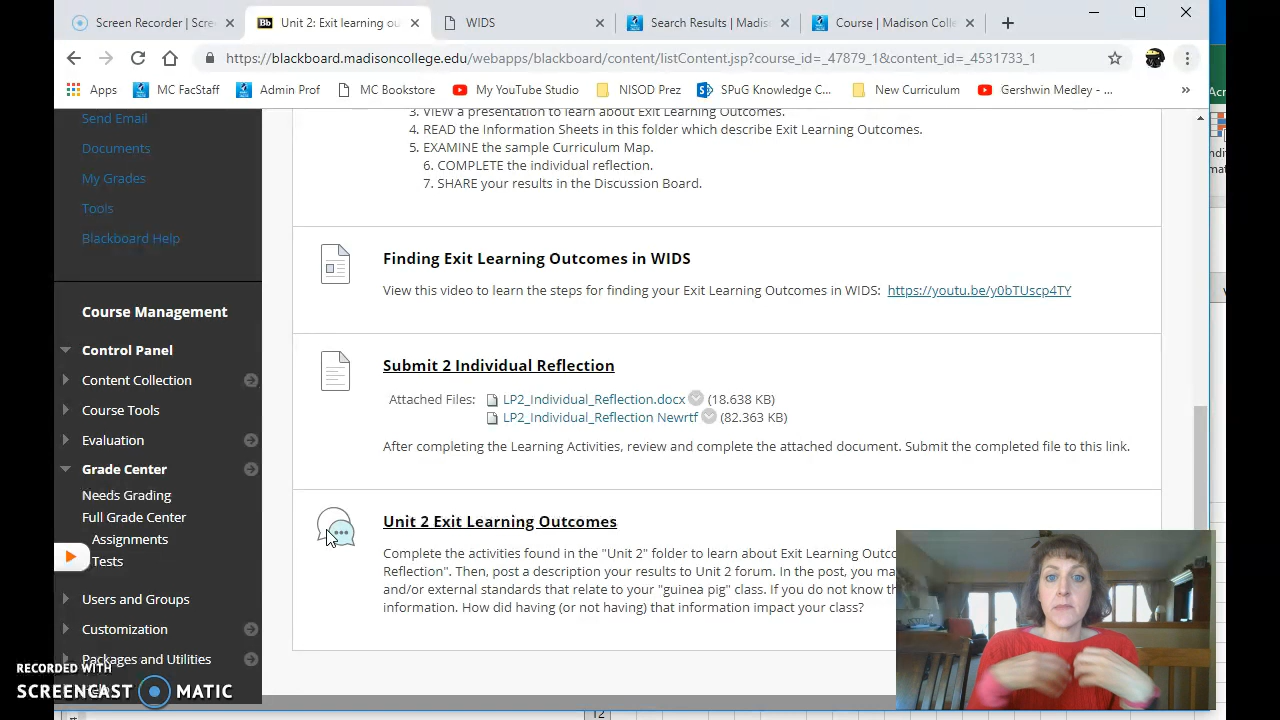 Screen Recorder | Scre
Unit 2: Exit learning ou
WIDS
Search Results | Madis
Course | Madison Colle
https://blackboard.madisoncollege.edu/webapps/blackboard/content/listContent.jsp?course_id=_47879_1&content_id=_4531733_1
Apps
MC FacStaff
Admin Prof
MC Bookstore
My YouTube Studio
NISOD Prez
SPuG Knowledge C...
New Curriculum
Gershwin Medley - ...
Send Email
Documents
My Grades
Tools
Blackboard Help
Course Management
Control Panel
Content Collection
Course Tools
Evaluation
Grade Center
Needs Grading
Full Grade Center
Assignments
Tests
Users and Groups
Customization
Packages and Utilities
3. VIEW a presentation to learn about Exit Learning Outcomes.
4. READ the Information Sheets in this folder which describe Exit Learning Outcomes.
5. EXAMINE the sample Curriculum Map.
6. COMPLETE the individual reflection.
7. SHARE your results in the Discussion Board.
Finding Exit Learning Outcomes in WIDS
View this video to learn the steps for finding your Exit Learning Outcomes in WIDS: https://youtu.be/y0bTUscp4TY
Submit 2 Individual Reflection
Attached Files: LP2_Individual_Reflection.docx (18.638 KB)
LP2_Individual_Reflection Newrtf (82.363 KB)
After completing the Learning Activities, review and complete the attached document. Submit the completed file to this link.
Unit 2 Exit Learning Outcomes
Complete the activities found in the "Unit 2" folder to learn about Exit Learning Outco
Reflection". Then, post a description your results to Unit 2 forum. In the post, you ma
and/or external standards that relate to your "guinea pig" class. If you do not know th
information. How did having (or not having) that information impact your class?
RECORDED WITH
SCREENCAST MATIC
12